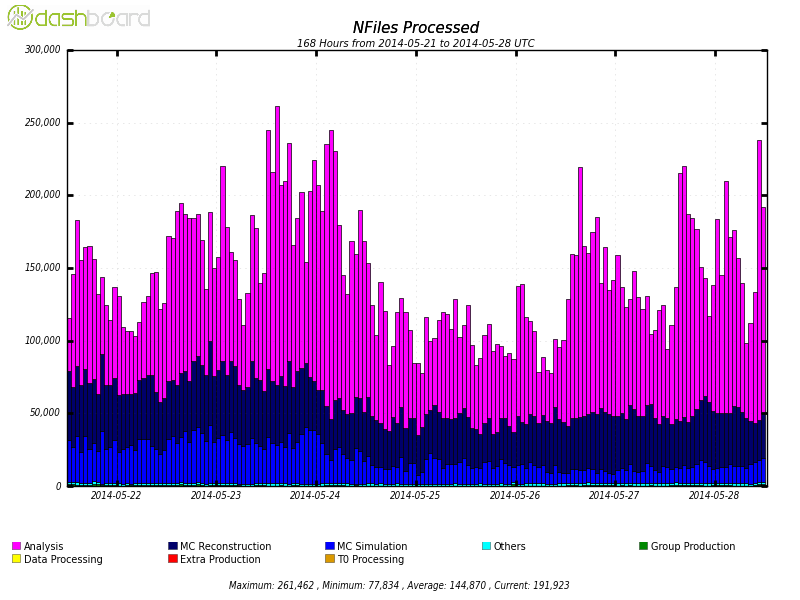 dashboard
NFiles Processed
168 Hours from 2014-05-21 to 2014-05-28 UTC
300,000
250,000
200,000
150,000
100,000
50,000
0
2014-05-22 2014-05-23 2014-05-24 2014-05-25 2014-05-26 2014-05-27 2014-05-28
Analysis MC Reconstruction MC Simulation Others Group Production
Data Processing Extra Production T0 Processing
Maximum: 261,462 , Minimum: 77,834 , Average: 144,870 , Current: 191,923